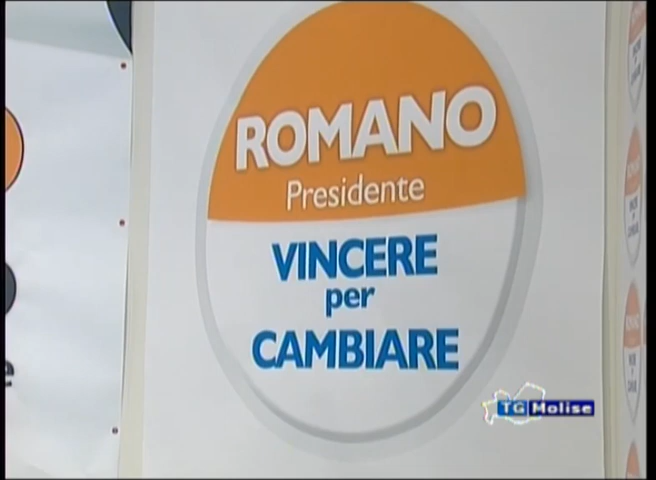 ROMANO
Presidente
VINCERE
per
CAMBIARE
TG Molise